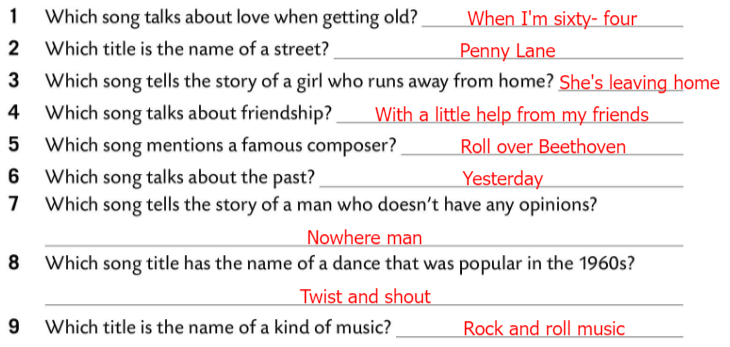 1 Which song talks about love when getting old? When I'm sixty- four
2 Which title is the name of a street? Penny Lane
3 Which song tells the story of a girl who runs away from home? She's leaving home
4 Which song talks about friendship? With a little help from my friends
5 Which song mentions a famous composer? Roll over Beethoven
6 Which song talks about the past? Yesterday
7 Which song tells the story of a man who doesn't have any opinions?
Nowhere man
8 Which song title has the name of a dance that was popular in the 1960s?
Twist and shout
9 Which title is the name of a kind of music? Rock and roll music